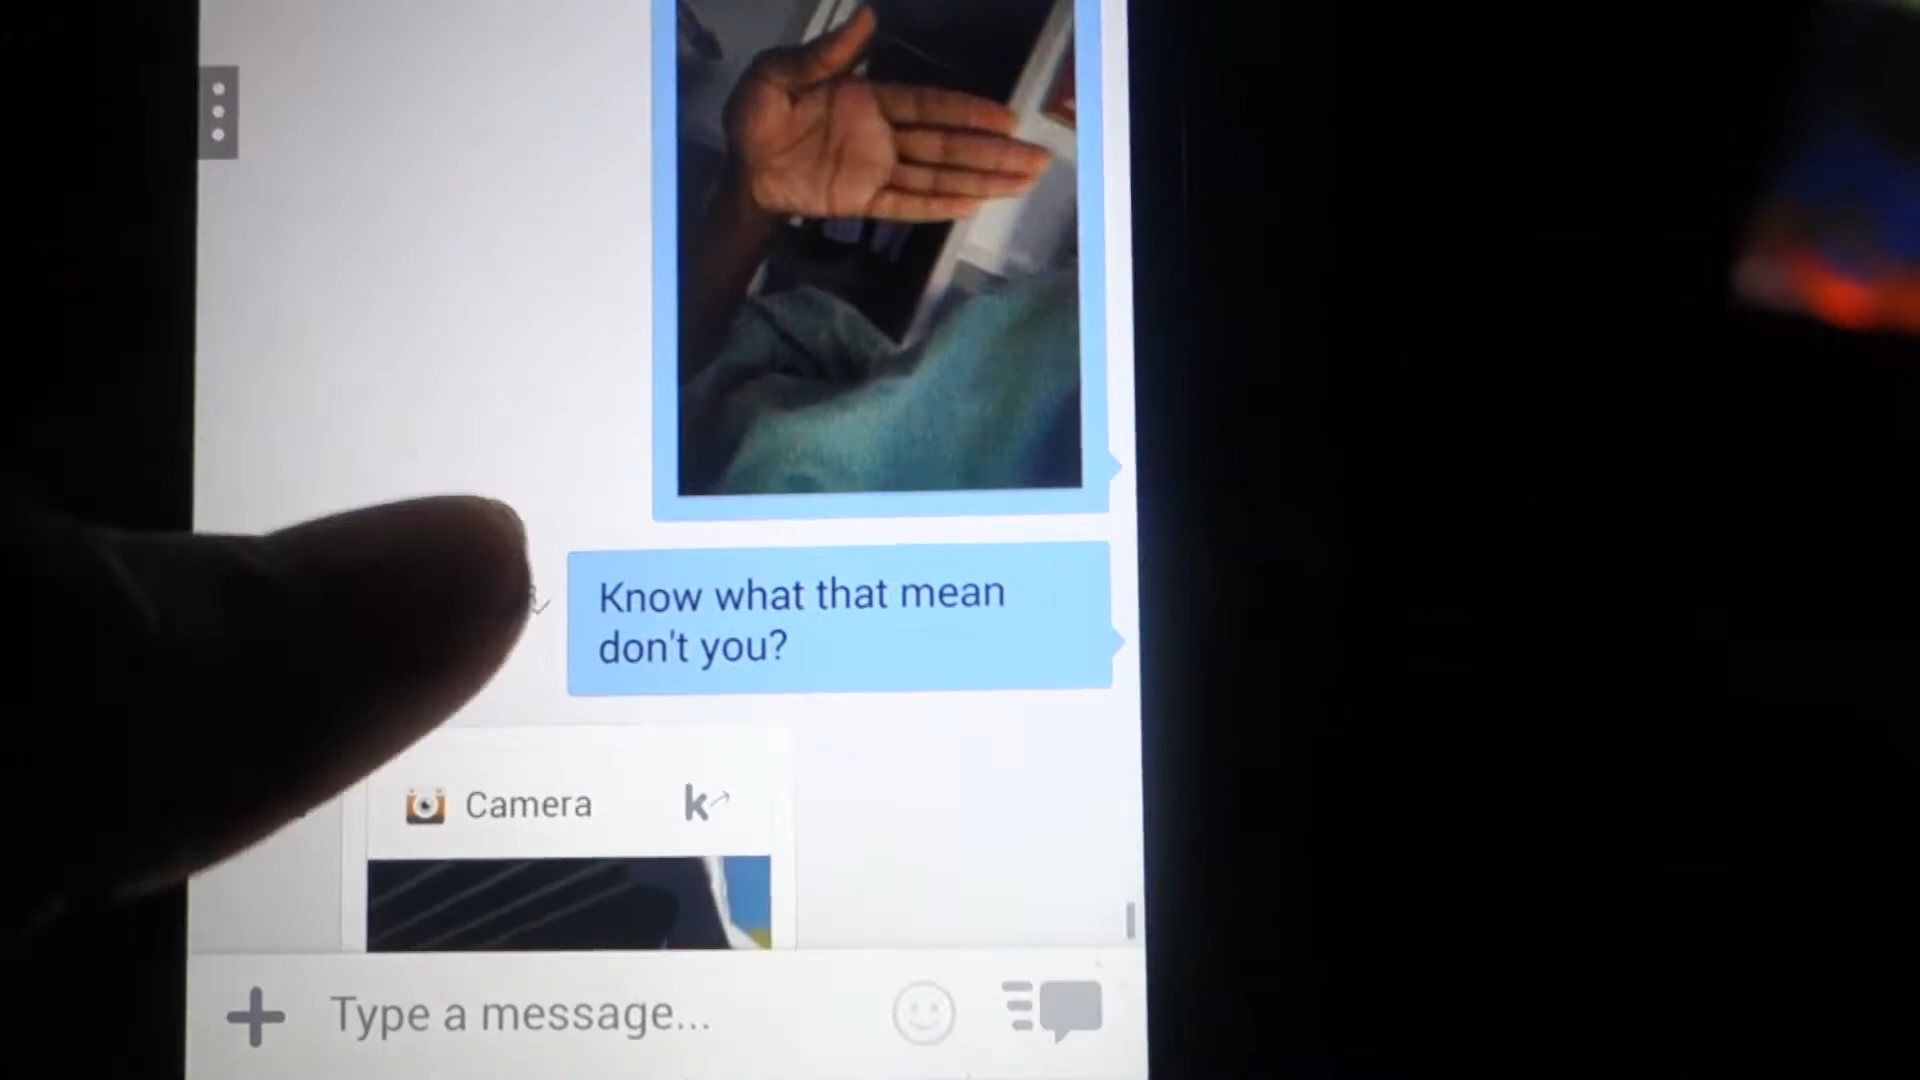 Know what that mean
don't you?
Camera
k
Type a message...